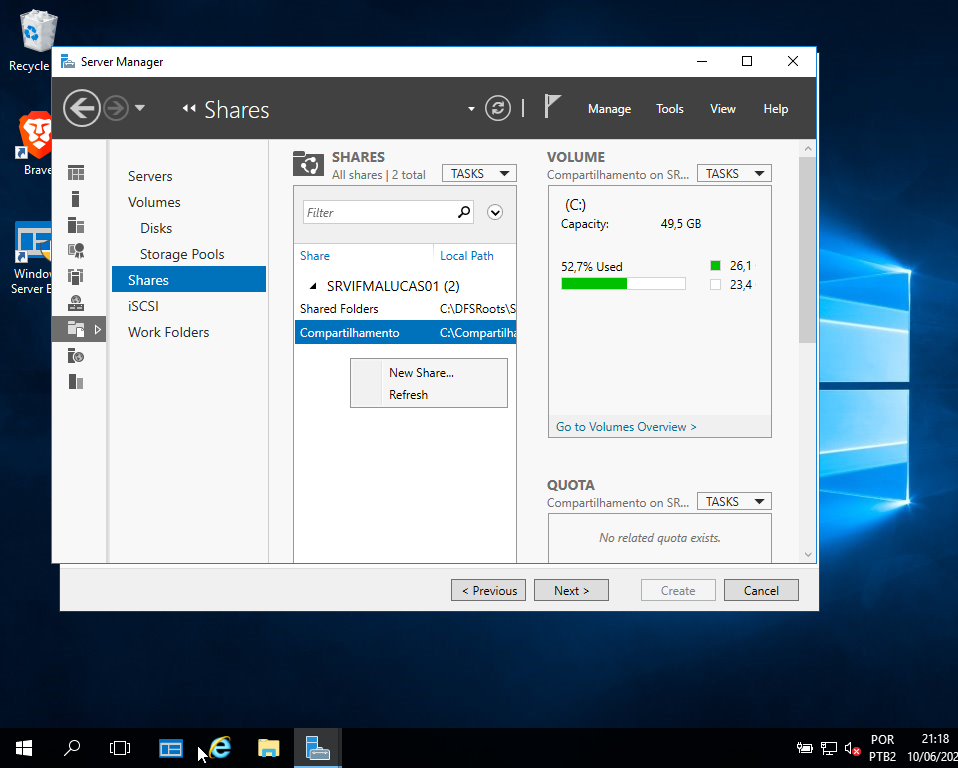 Recycle
Brave
Window
Server E
Server Manager
Shares
Manage Tools View Help
Servers
Volumes
Disks
Storage Pools
Shares
iSCSI
Work Folders
SHARES
All shares | 2 total
TASKS
Filter
Share Local Path
SRVIFMALUCAS01 (2)
Shared Folders C:\DFSRoots\S
Compartilhamento C:\Compartilha
New Share...
Refresh
VOLUME
Compartilhamento on SR...
TASKS
(C:)
Capacity: 49,5 GB
52,7% Used
26,1
23,4
Go to Volumes Overview >
QUOTA
Compartilhamento on SR...
TASKS
No related quota exists.
< Previous Next > Create Cancel
POR
PTB2
21:18
10/06/202